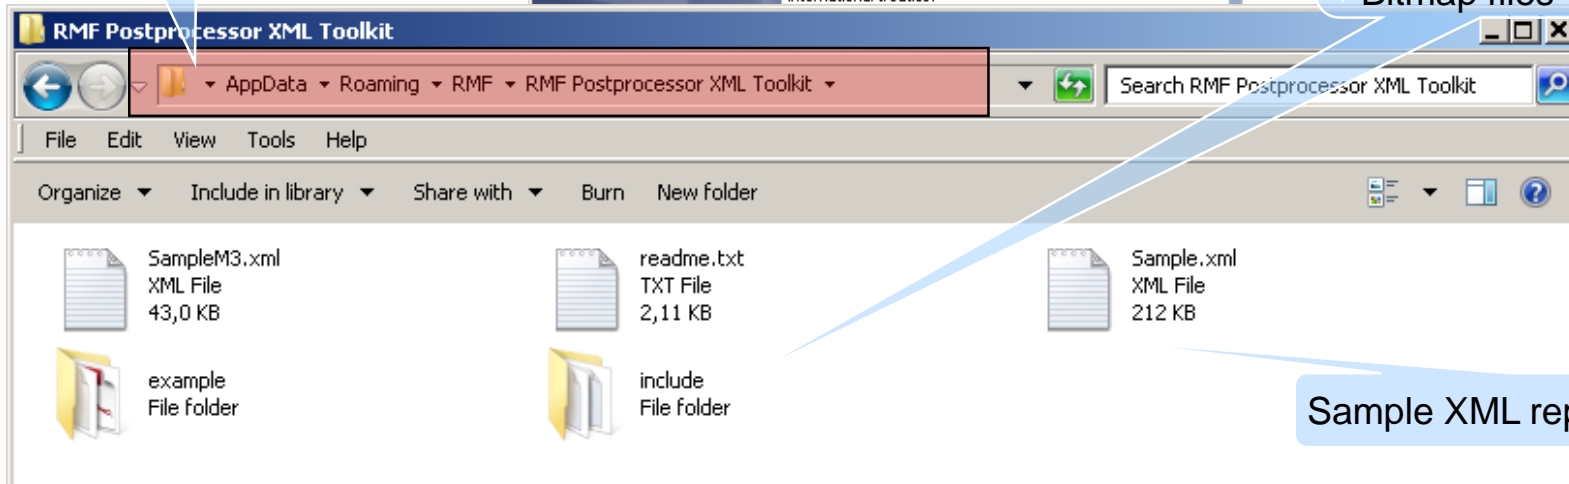 Bitmap files
RMF Postprocessor XML Toolkit
AppData Roaming RMF RMF Postprocessor XML Toolkit
Search RMF Postprocessor XML Toolkit
File Edit View Tools Help
Organize Include in library Share with Burn New folder
SampleM3.xml
XML File
43,0 KB
readme.txt
TXT File
2,11 KB
Sample.xml
XML File
212 KB
example
File folder
include
File folder
Sample XML rep